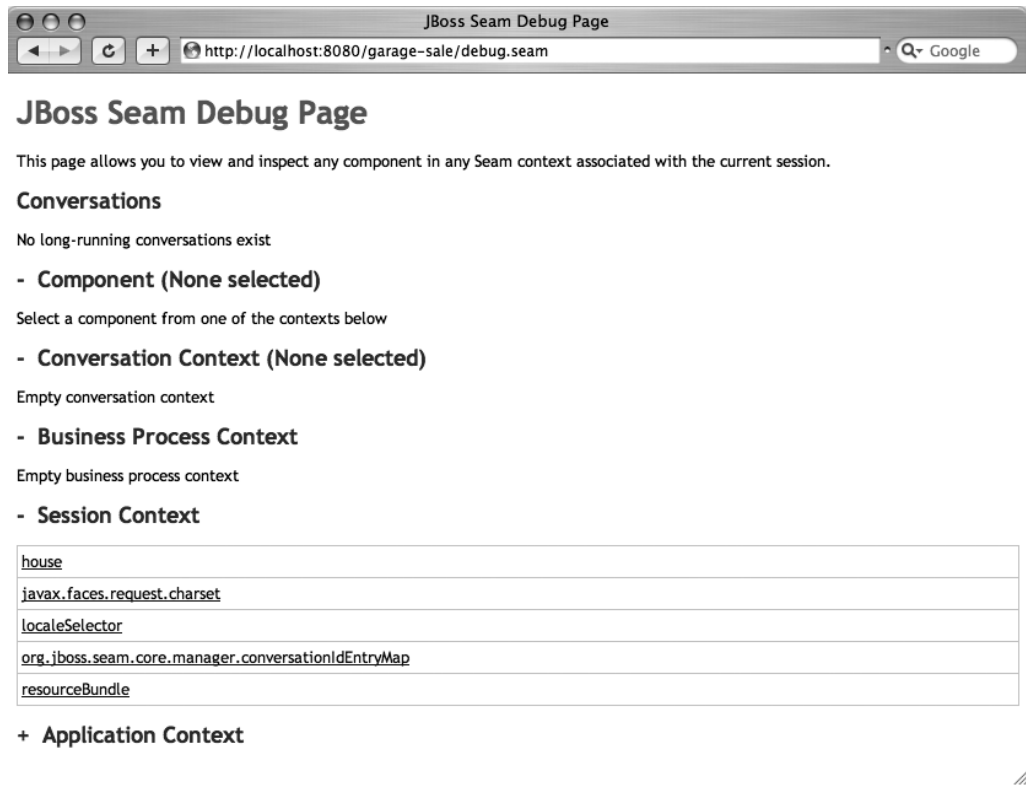 JBoss Seam Debug Page
http://localhost:8080/garage-sale/debug.seam
Google
JBoss Seam Debug Page
This page allows you to view and inspect any component in any Seam context associated with the current session.
Conversations
No long-running conversations exist
- Component (None selected)
Select a component from one of the contexts below
- Conversation Context (None selected)
Empty conversation context
- Business Process Context
Empty business process context
- Session Context
house
javax.faces.request.charset
localeSelector
org.jboss.seam.core.manager.conversationIdEntryMap
resourceBundle
+ Application Context